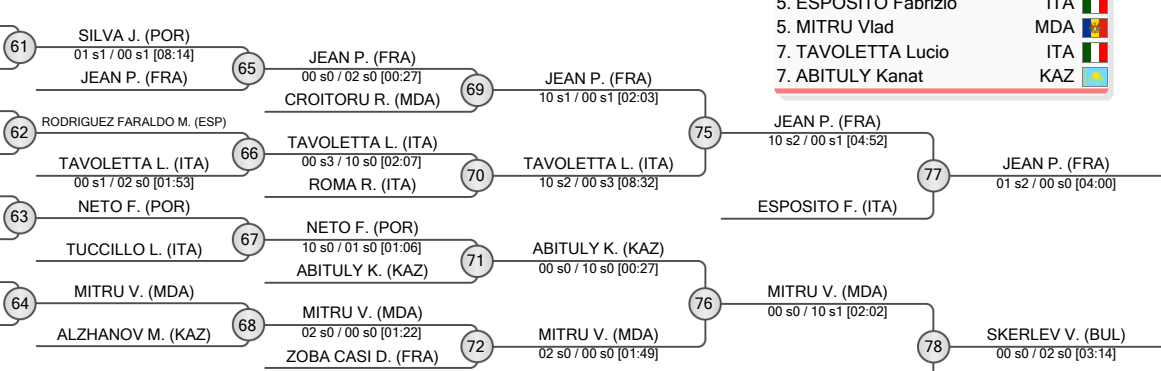 5. ESPOSITO Fabrizio ITA
5. MITRU Vlad MDA
7. TAVOLETTA Lucio ITA
7. ABITULY Kanat KAZ
61
SILVA J. (POR)
01 s1 / 00 s1 [08:14]
JEAN P. (FRA)
65
JEAN P. (FRA)
00 s0 / 02 s0 [00:27]
CROITORU R. (MDA)
69
JEAN P. (FRA)
10 s1 / 00 s1 [02:03]
62
RODRIGUEZ FARALDO M. (ESP)
TAVOLETTA L. (ITA)
00 s1 / 02 s0 [01:53]
66
TAVOLETTA L. (ITA)
00 s3 / 10 s0 [02:07]
ROMA R. (ITA)
70
TAVOLETTA L. (ITA)
10 s2 / 00 s3 [08:32]
75
JEAN P. (FRA)
10 s2 / 00 s1 [04:52]
ESPOSITO F. (ITA)
77
JEAN P. (FRA)
01 s2 / 00 s0 [04:00]
63
NETO F. (POR)
TUCCILLO L. (ITA)
67
NETO F. (POR)
10 s0 / 01 s0 [01:06]
ABITULY K. (KAZ)
71
ABITULY K. (KAZ)
00 s0 / 10 s0 [00:27]
64
MITRU V. (MDA)
ALZHANOV M. (KAZ)
68
MITRU V. (MDA)
02 s0 / 00 s0 [01:22]
ZOBA CASI D. (FRA)
72
MITRU V. (MDA)
02 s0 / 00 s0 [01:49]
76
MITRU V. (MDA)
00 s0 / 10 s1 [02:02]
78
SKERLEV V. (BUL)
00 s0 / 02 s0 [03:14]